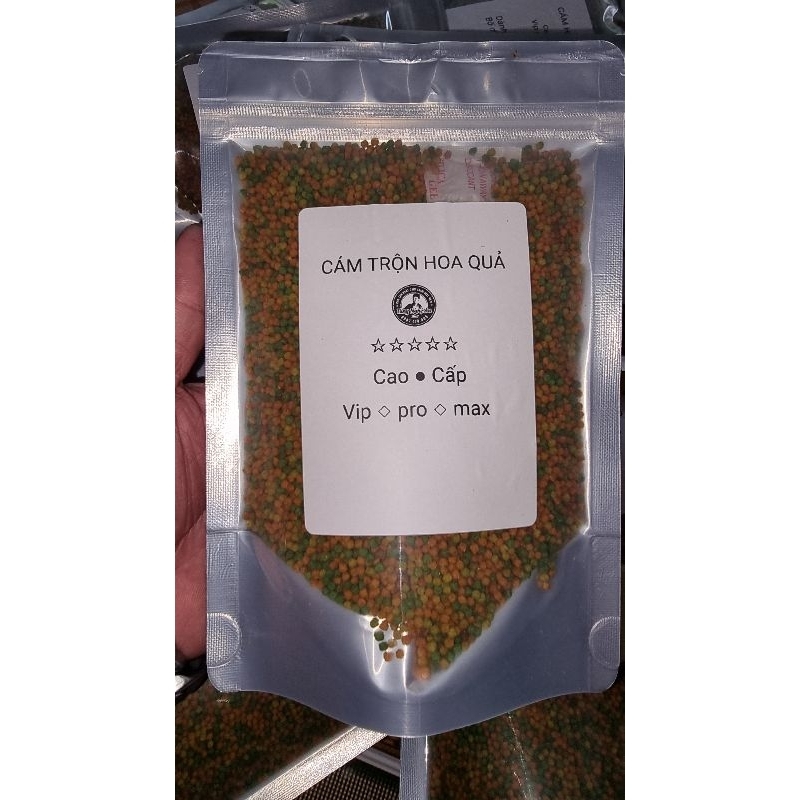 CÁM TRỘN HOA QUẢ
☆☆☆☆☆
Cao ● Cấp
Vip ◇ pro ◇ max